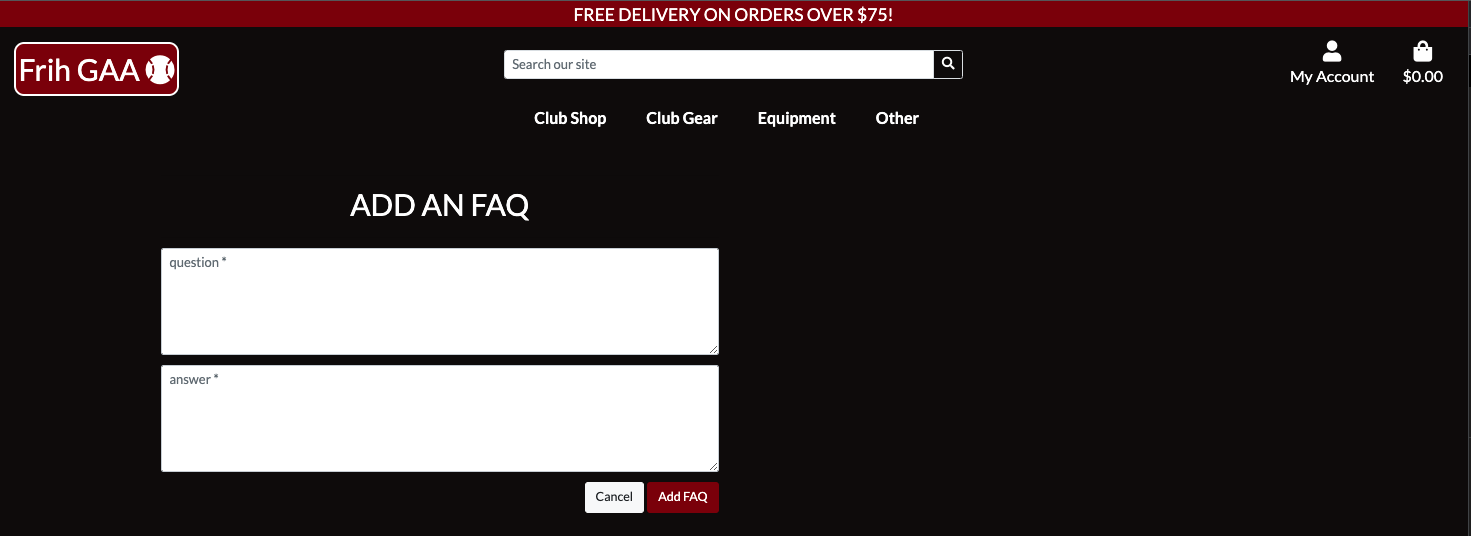 FREE DELIVERY ON ORDERS OVER $75!
Frih GAA
Search our site
My Account
$0.00
Club Shop
Club Gear
Equipment
Other
ADD AN FAQ
question *
answer *
Cancel
Add FAQ